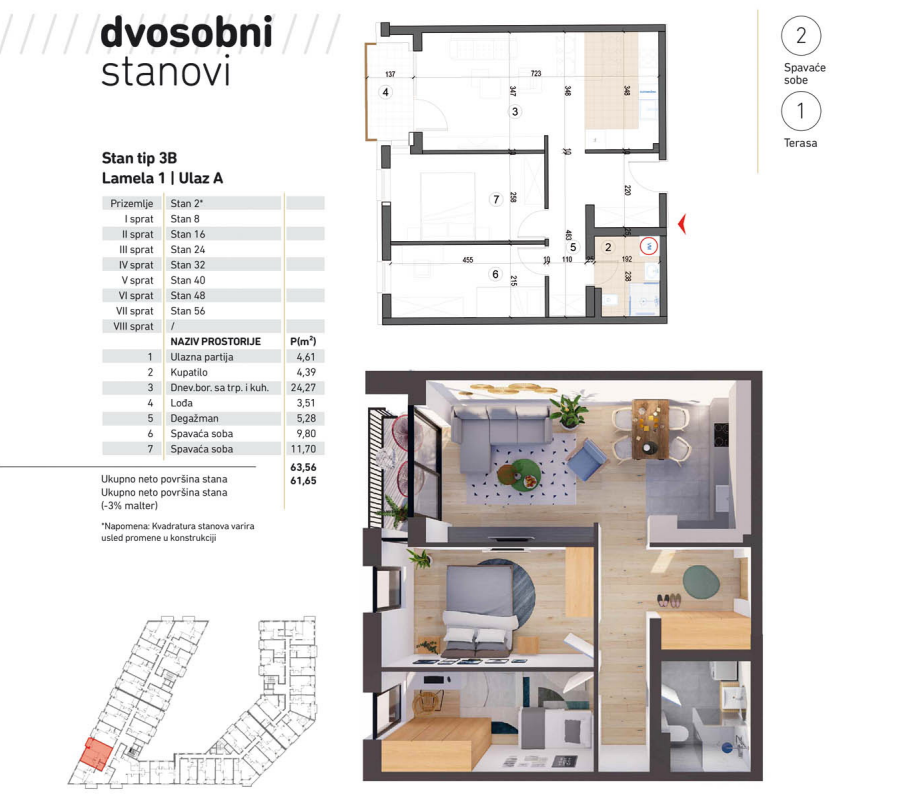 dvosobni
stanovi
Stan tip 3B
Lamela 1 | Ulaz A
Prizemlje Stan 2*
I sprat Stan 8
II sprat Stan 16
III sprat Stan 24
IV sprat Stan 32
V sprat Stan 40
VI sprat Stan 48
VII sprat Stan 56
VIII sprat /
NAZIV PROSTORIJE P(m²)
1 Ulazna partija 4,61
2 Kupatilo 4,39
3 Dnev.bor. sa trp. i kuh. 24,27
4 Lođa 3,51
5 Degažman 5,28
6 Spavaća soba 9,80
7 Spavaća soba 11,70
63,56
Ukupno neto površina stana 61,65
Ukupno neto površina stana
(-3% malter)
*Napomena: Kvadratura stanova varira
usled promene u konstrukciji
137
723
4
347
348
348
3
10
258
7
220
483
5
2
455
10
110
25
192
6
215
238
2
Spavaće
sobe
1
Terasa